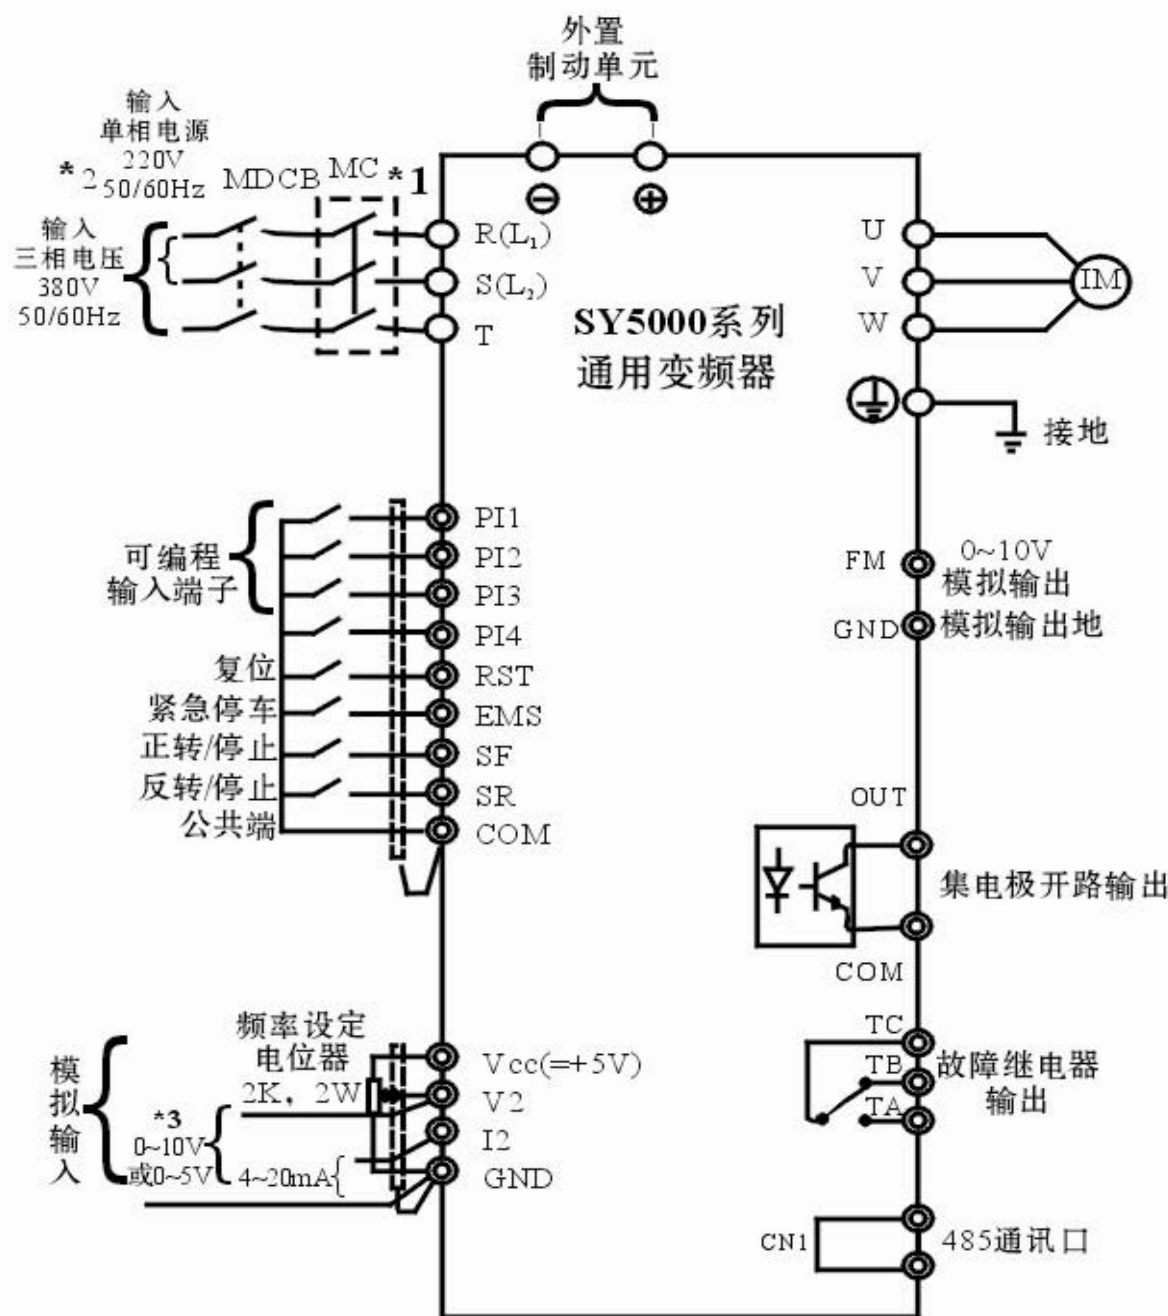 外置
制动单元
输入
单相电源
220V
50/60Hz
*2
MDCB
MC
*1
输入
三相电压
380V
50/60Hz
R(L₁)
S(L₂)
T
SY5000系列
通用变频器
U
V
W
IM
接地
可编程
输入端子
PI1
PI2
PI3
PI4
复位
RST
紧急停车
EMS
正转/停止
SF
反转/停止
SR
公共端
COM
FM
0~10V
模拟输出
GND
模拟输出地
OUT
集电极开路输出
COM
模拟输入
频率设定
电位器
2K，2W
*3
0~10V
或0~5V
4~20mA
Vcc(=+5V)
V2
I2
GND
TC
TB
TA
故障继电器
输出
CN1
485通讯口